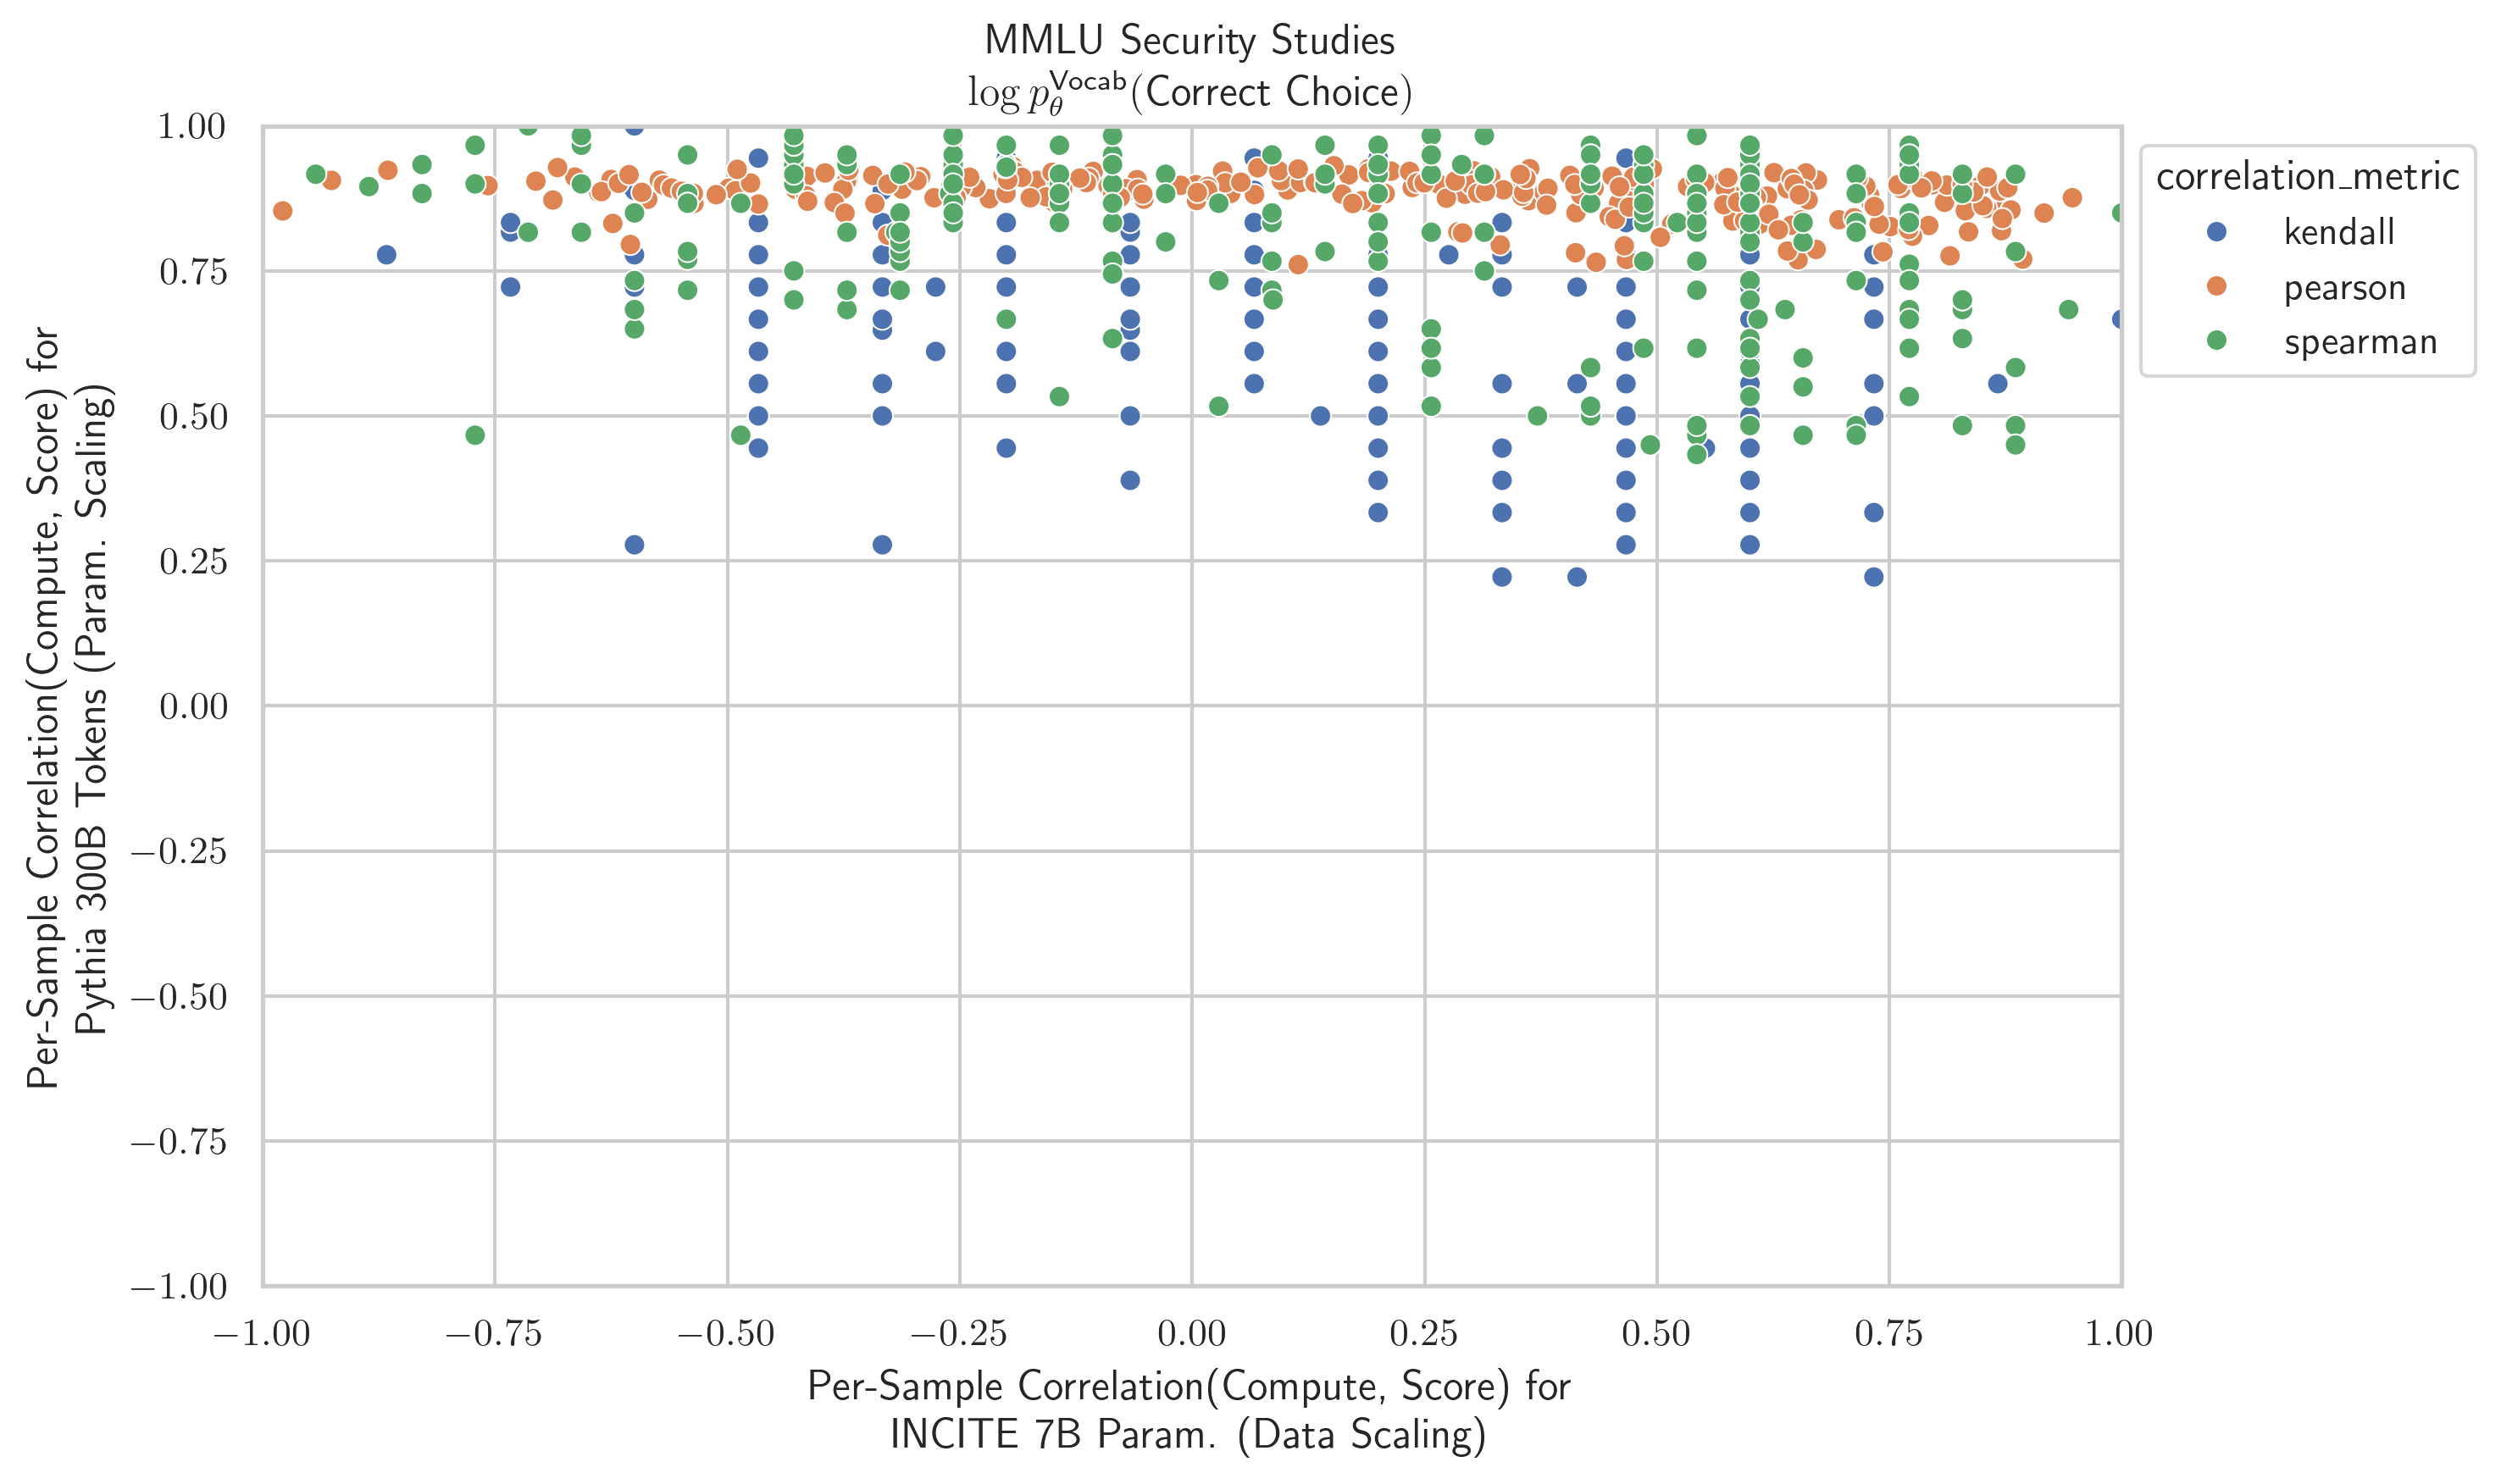 MMLU Security Studies
log p_θ^Vocab(Correct Choice)
Per-Sample Correlation(Compute, Score) for
Pythia 300B Tokens (Param. Scaling)
1.00
0.75
0.50
0.25
0.00
−0.25
−0.50
−0.75
−1.00
−1.00 −0.75 −0.50 −0.25 0.00 0.25 0.50 0.75 1.00
Per-Sample Correlation(Compute, Score) for
INCITE 7B Param. (Data Scaling)
correlation_metric
kendall
pearson
spearman